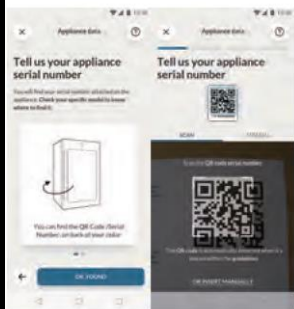 Appliance data
Tell us your appliance
serial number
You will find your serial number attached on the
appliance. Check your specific model to know
where to find it.
You can find the QR Code (Serial
Number) on back of your
OK, FOUND
Appliance data
Tell us your appliance
serial number
SCAN
MANUAL
Scan the QR code serial number
OR INSERT MANUALLY